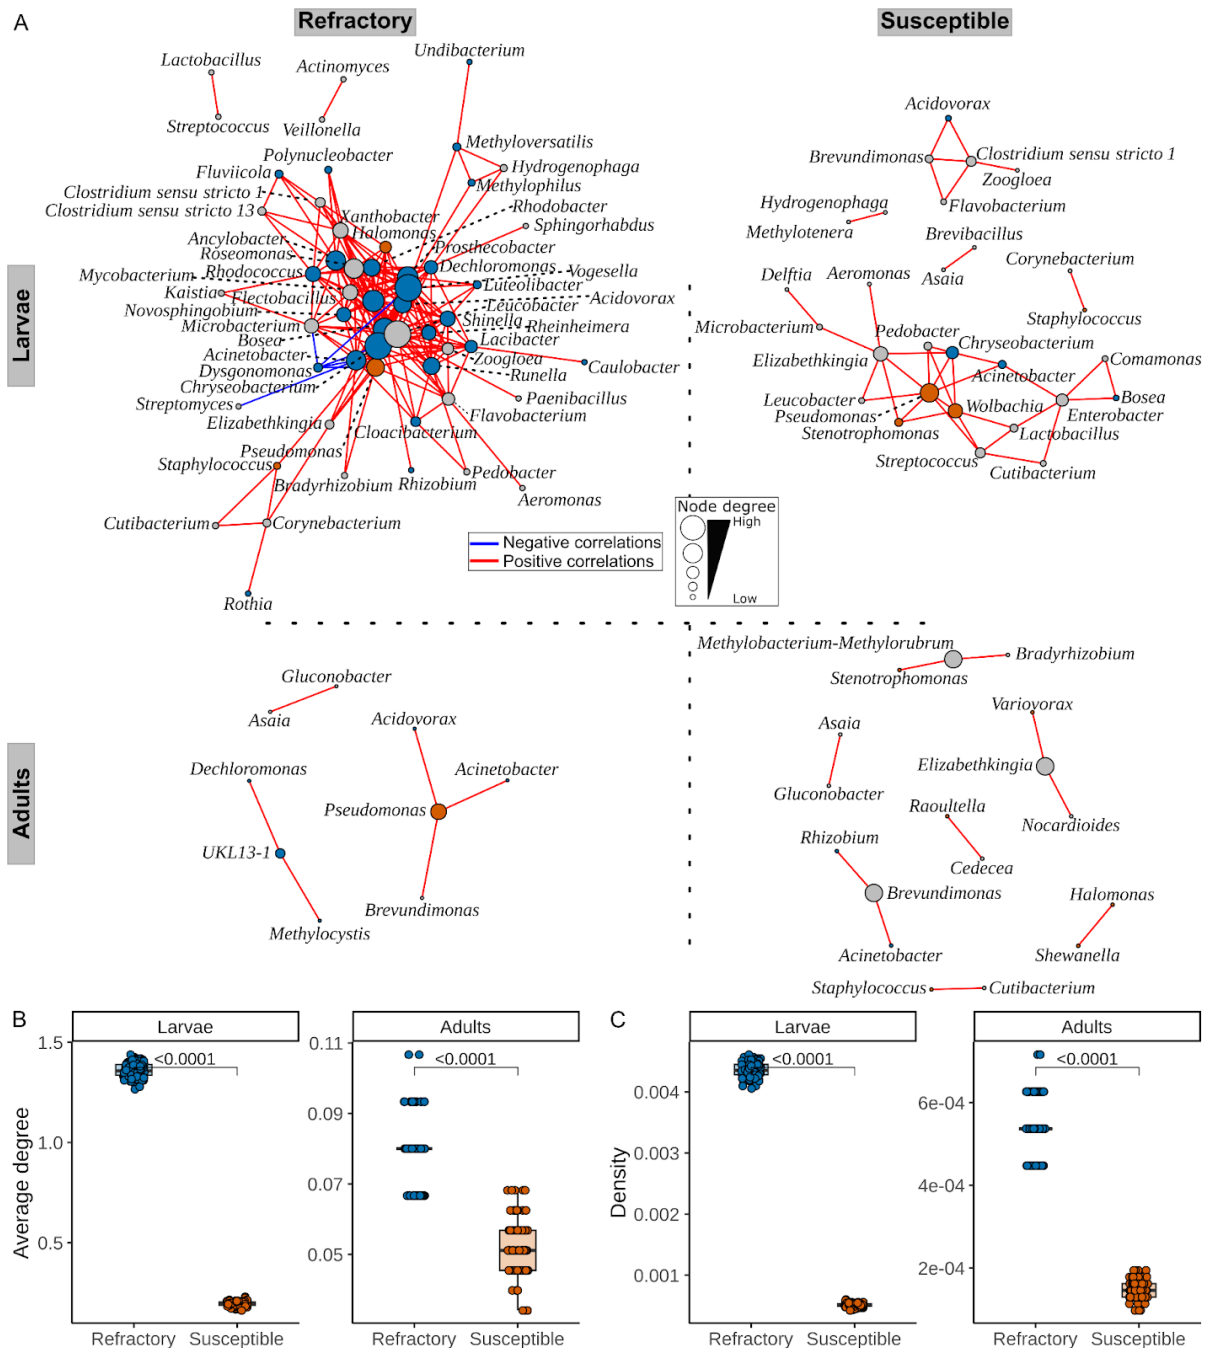 A
Refractory
Susceptible
Larvae
Adults
Lactobacillus
Streptococcus
Actinomyces
Veillonella
Undibacterium
Polynucleobacter
Fluviicola
Clostridium sensu stricto 1
Clostridium sensu stricto 13
Methyloversatilis
Hydrogenophaga
Methylophilus
Xanthobacter
Halomonas
Rhodobacter
Sphingorhabdus
Ancylobacter
Roseomonas
Prosthecobacter
Mycobacterium
Rhodococcus
Dechloromonas
Vogesella
Kaistia
Flectobacillus
Luteolibacter
Novosphingobium
Leucobacter
Acidovorax
Microbacterium
Shinella
Rheinheimera
Bosea
Lacibacter
Acinetobacter
Zoogloea
Dysgonomonas
Runella
Caulobacter
Chryseobacterium
Streptomyces
Paenibacillus
Elizabethkingia
Flavobacterium
Cloacibacterium
Pseudomonas
Staphylococcus
Bradyrhizobium
Rhizobium
Pedobacter
Aeromonas
Cutibacterium
Corynebacterium
Rothia
Negative correlations
Positive correlations
Node degree
High
Low
Acidovorax
Brevundimonas
Clostridium sensu stricto 1
Zoogloea
Flavobacterium
Hydrogenophaga
Methylotenera
Brevibacillus
Asaia
Corynebacterium
Staphylococcus
Delftia
Aeromonas
Microbacterium
Pedobacter
Chryseobacterium
Elizabethkingia
Acinetobacter
Comamonas
Leucobacter
Bosea
Pseudomonas
Wolbachia
Enterobacter
Stenotrophomonas
Lactobacillus
Streptococcus
Cutibacterium
Gluconobacter
Asaia
Acidovorax
Dechloromonas
Acinetobacter
Pseudomonas
UKL13-1
Brevundimonas
Methylocystis
Methylobacterium-Methylorubrum
Bradyrhizobium
Stenotrophomonas
Variovorax
Asaia
Elizabethkingia
Gluconobacter
Raoultella
Nocardioides
Rhizobium
Cedecea
Brevundimonas
Halomonas
Acinetobacter
Shewanella
Staphylococcus
Cutibacterium
B
Larvae
Adults
Average degree
1.5
1.0
0.5
<0.0001
0.11
0.09
0.07
0.05
<0.0001
Refractory
Susceptible
Refractory
Susceptible
C
Larvae
Adults
Density
0.004
0.003
0.002
0.001
<0.0001
6e-04
4e-04
2e-04
<0.0001
Refractory
Susceptible
Refractory
Susceptible